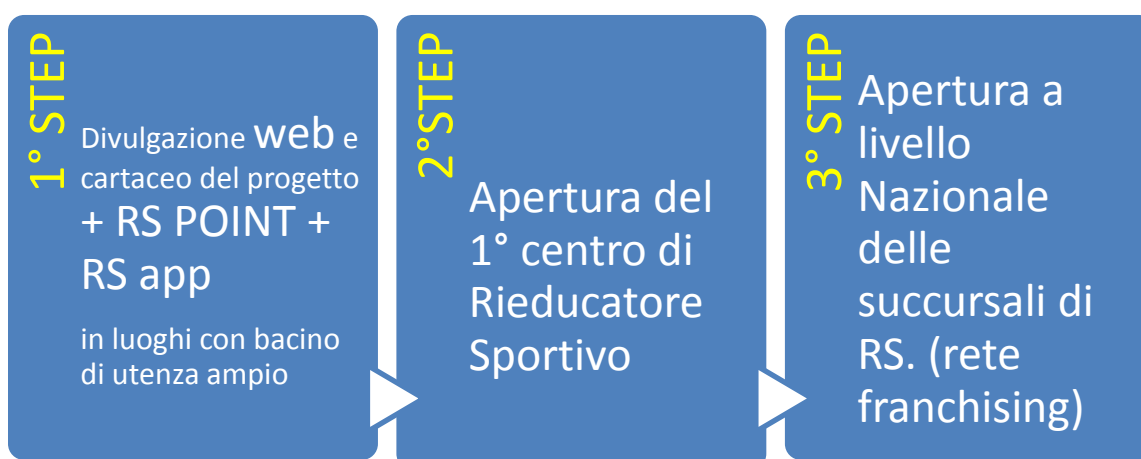 1° STEP
Divulgazione web e
cartaceo del progetto
+ RS POINT +
RS app
in luoghi con bacino
di utenza ampio
2°STEP
Apertura del
1° centro di
Rieducatore
Sportivo
3° STEP
Apertura a
livello
Nazionale
delle
succursali di
RS. (rete
franchising)